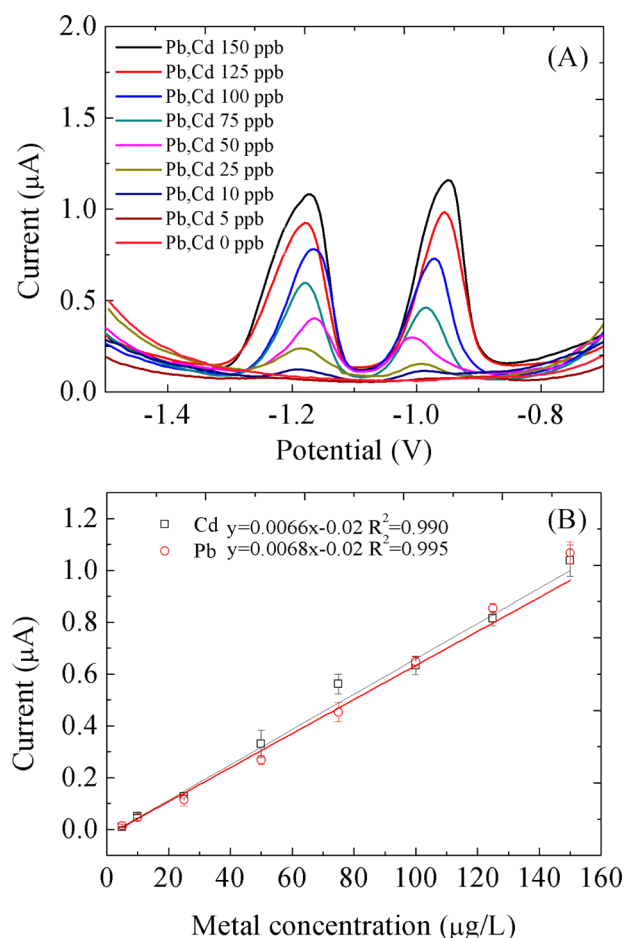 (A)
Pb,Cd 150 ppb
Pb,Cd 125 ppb
Pb,Cd 100 ppb
Pb,Cd 75 ppb
Pb,Cd 50 ppb
Pb,Cd 25 ppb
Pb,Cd 10 ppb
Pb,Cd 5 ppb
Pb,Cd 0 ppb
2.0
1.5
1.0
0.5
0.0
Current (μA)
-1.4 -1.2 -1.0 -0.8
Potential (V)
(B)
Cd y=0.0066x-0.02 R²=0.990
Pb y=0.0068x-0.02 R²=0.995
1.2
1.0
0.8
0.6
0.4
0.2
0.0
Current (μA)
0 20 40 60 80 100 120 140 160
Metal concentration (μg/L)